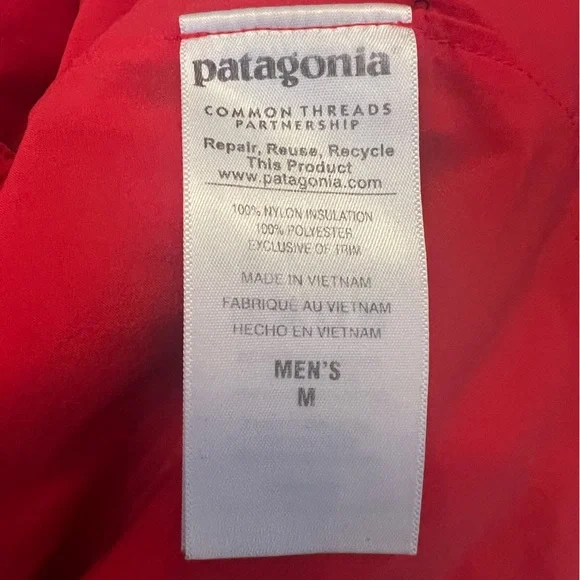 patagonia®
COMMON THREADS
PARTNERSHIP
Repair, Reuse, Recycle
This Product
www.patagonia.com
100% NYLON INSULATION
100% POLYESTER
EXCLUSIVE OF TRIM
MADE IN VIETNAM
FABRIQUE AU VIETNAM
HECHO EN VIETNAM
MEN'S
M